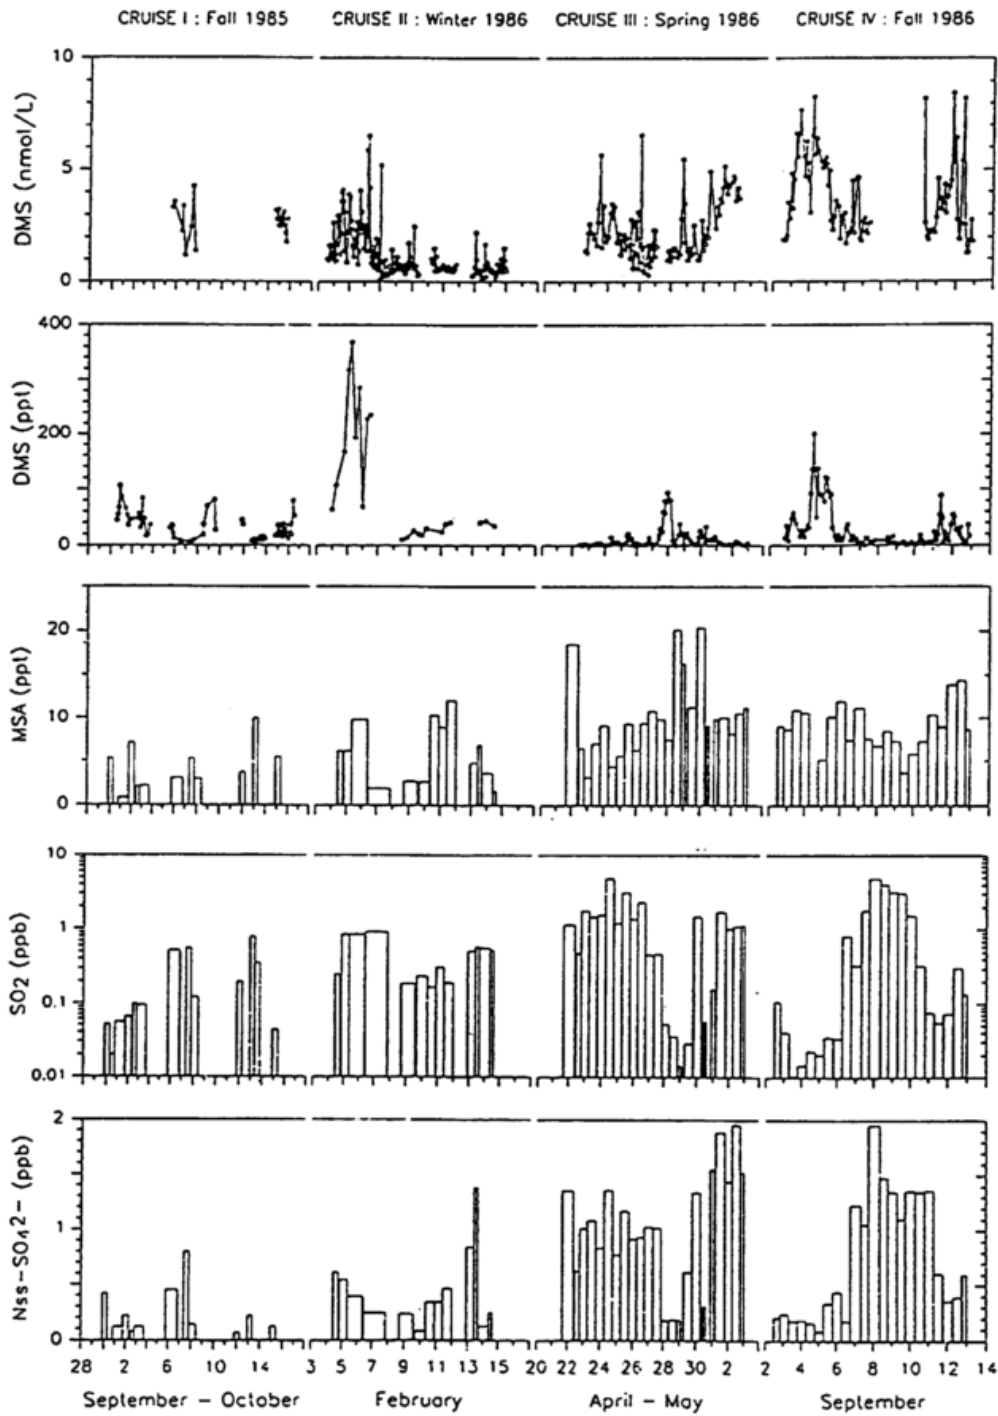 CRUISE I : Fall 1985 CRUISE II : Winter 1986 CRUISE III : Spring 1986 CRUISE IV : Fall 1986
10
5
0
DMS (nmol/L)
400
200
0
DMS (ppt)
20
10
0
MSA (ppt)
10
1
0.1
0.01
SO2 (ppb)
2
1
0
Nss-SO42- (ppb)
28 2 6 10 14 3 5 7 9 11 13 15 17 20 22 24 26 28 30 2 2 4 6 8 10 12 14
September - October February April - May September